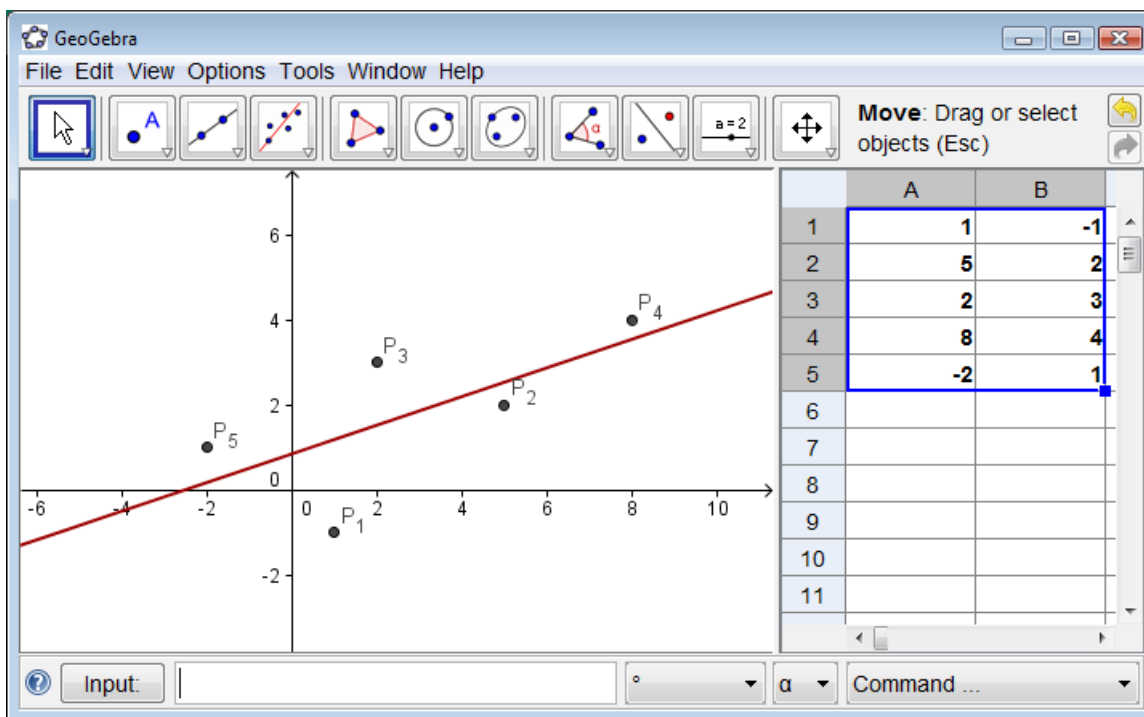 GeoGebra
File Edit View Options Tools Window Help
A
α
a = 2
Move: Drag or select
objects (Esc)
6
4
2
0
-2
-6 -4 -2 0 2 4 6 8 10
P4
P3
P2
P5
P1
A B
1 1 -1
2 5 2
3 2 3
4 8 4
5 -2 1
6
7
8
9
10
11
Input: ° α Command ...